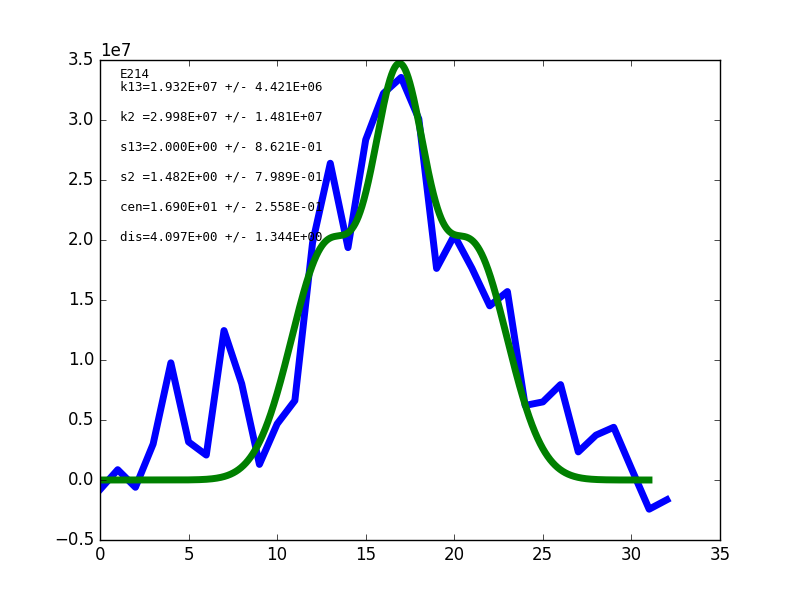 1e7
3.5
3.0
2.5
2.0
1.5
1.0
0.5
0.0
−0.5
E214
k13=1.932E+07 +/- 4.421E+06
k2 =2.998E+07 +/- 1.481E+07
s13=2.000E+00 +/- 8.621E-01
s2 =1.482E+00 +/- 7.989E-01
cen=1.690E+01 +/- 2.558E-01
dis=4.097E+00 +/- 1.344E+00
0 5 10 15 20 25 30 35